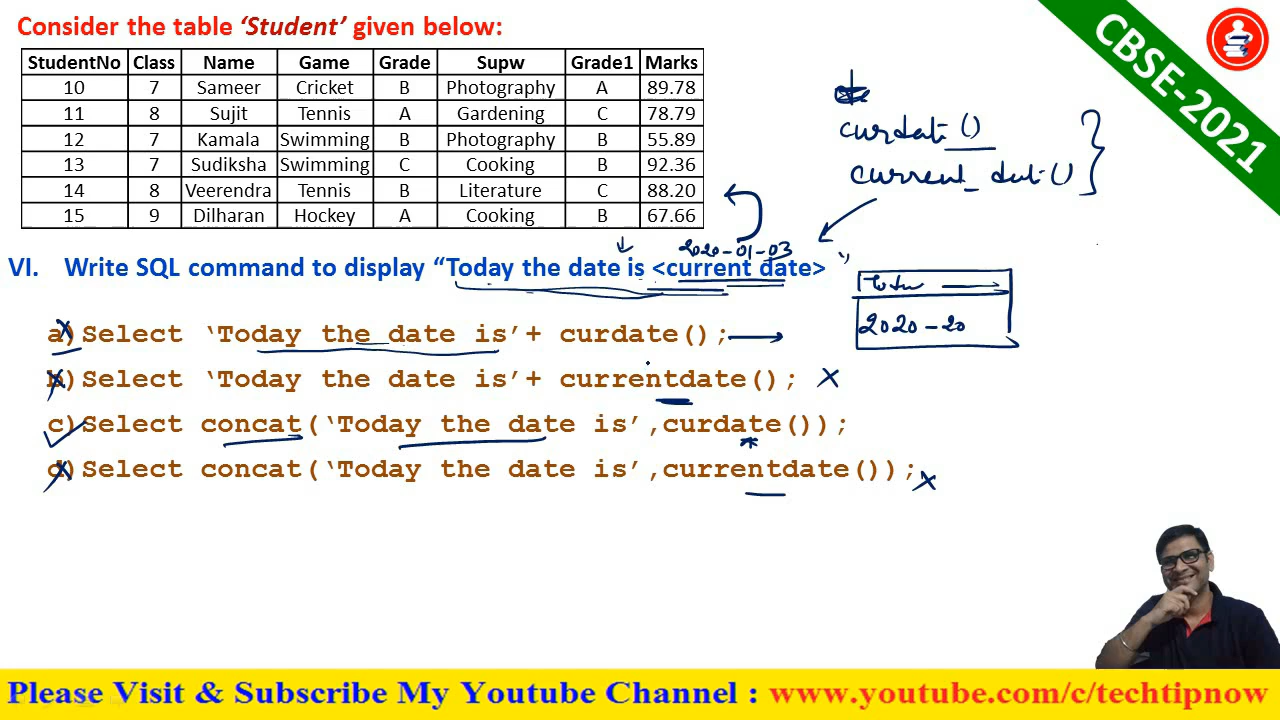 Consider the table ‘Student’ given below:
CBSE-2021
StudentNo Class Name Game Grade Supw Grade1 Marks
10 7 Sameer Cricket B Photography A 89.78
11 8 Sujit Tennis A Gardening C 78.79
12 7 Kamala Swimming B Photography B 55.89
13 7 Sudiksha Swimming C Cooking B 92.36
14 8 Veerendra Tennis B Literature C 88.20
15 9 Dilharan Hockey A Cooking B 67.66
curdate ()
current_date ()
2020-01-03
VI. Write SQL command to display “Today the date is <current date>
2020-20
a)Select ‘Today the date is’+ curdate();
b)Select ‘Today the date is’+ currentdate();
c)Select concat(‘Today the date is’,curdate());
d)Select concat(‘Today the date is’,currentdate());
Please Visit & Subscribe My Youtube Channel : www.youtube.com/c/techtipnow